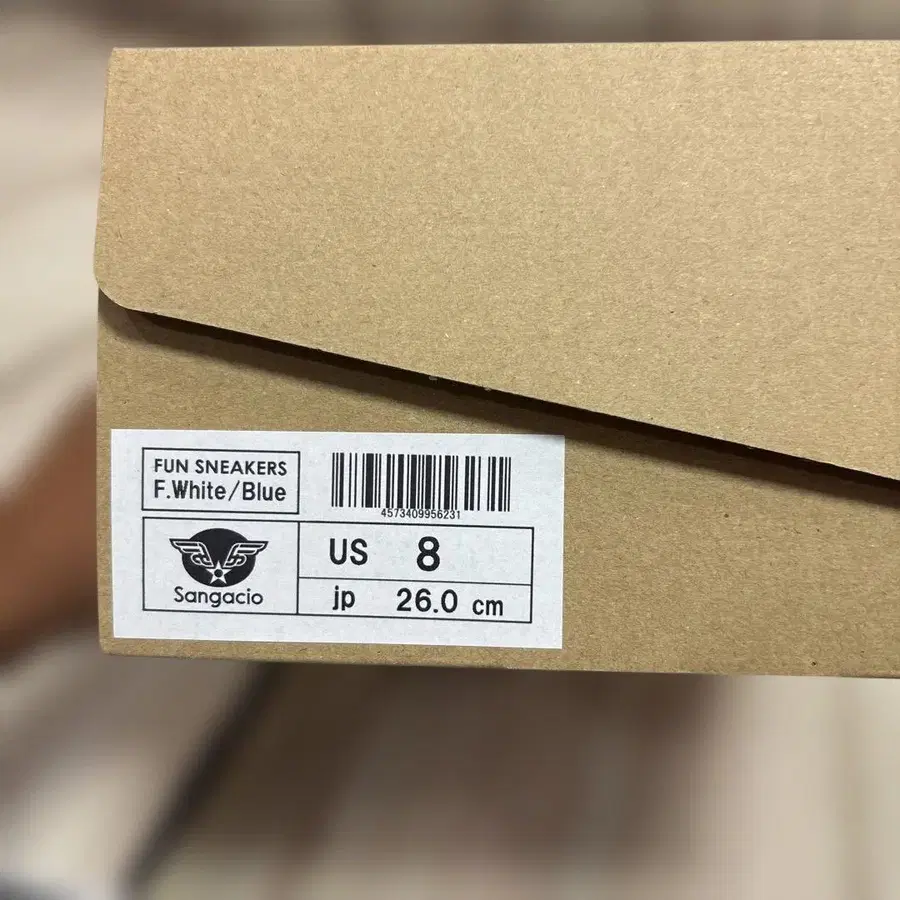 FUN SNEAKERS
F.White/Blue
4573409956231
Sangacio
US 8
jp 26.0 cm